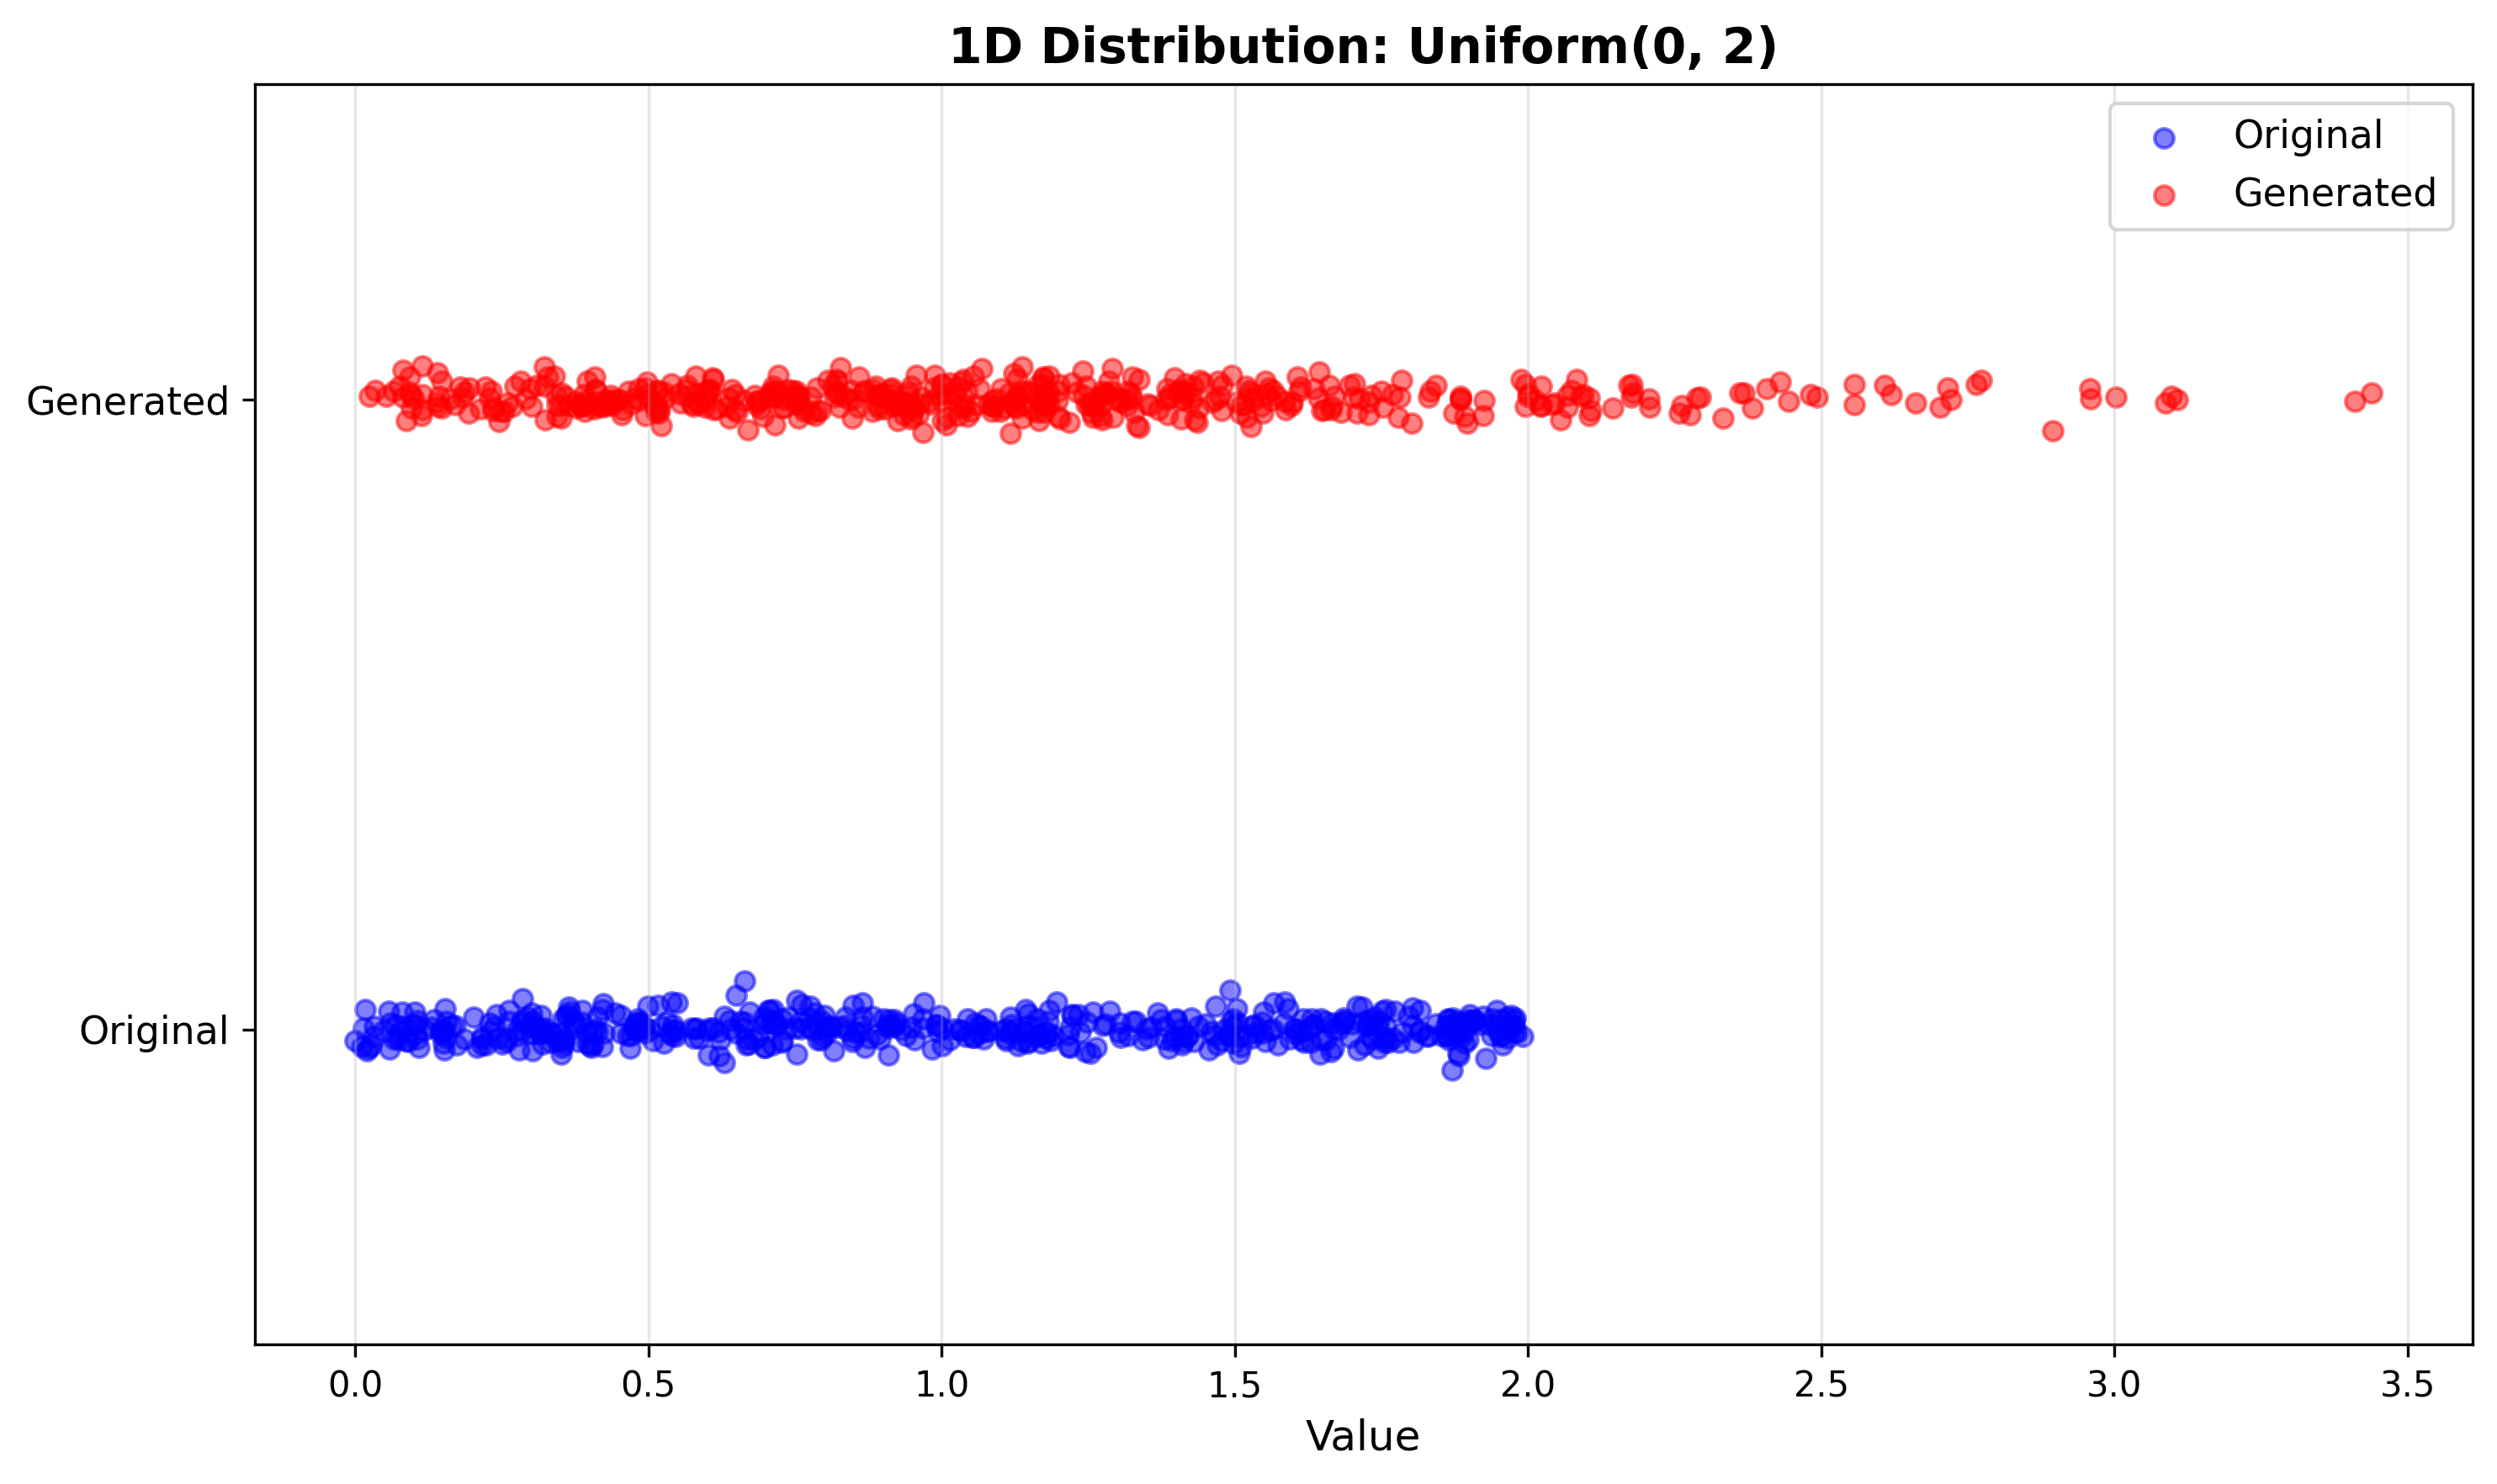 1D Distribution: Uniform(0, 2)
Original
Generated
Generated
Original
0.0 0.5 1.0 1.5 2.0 2.5 3.0 3.5
Value